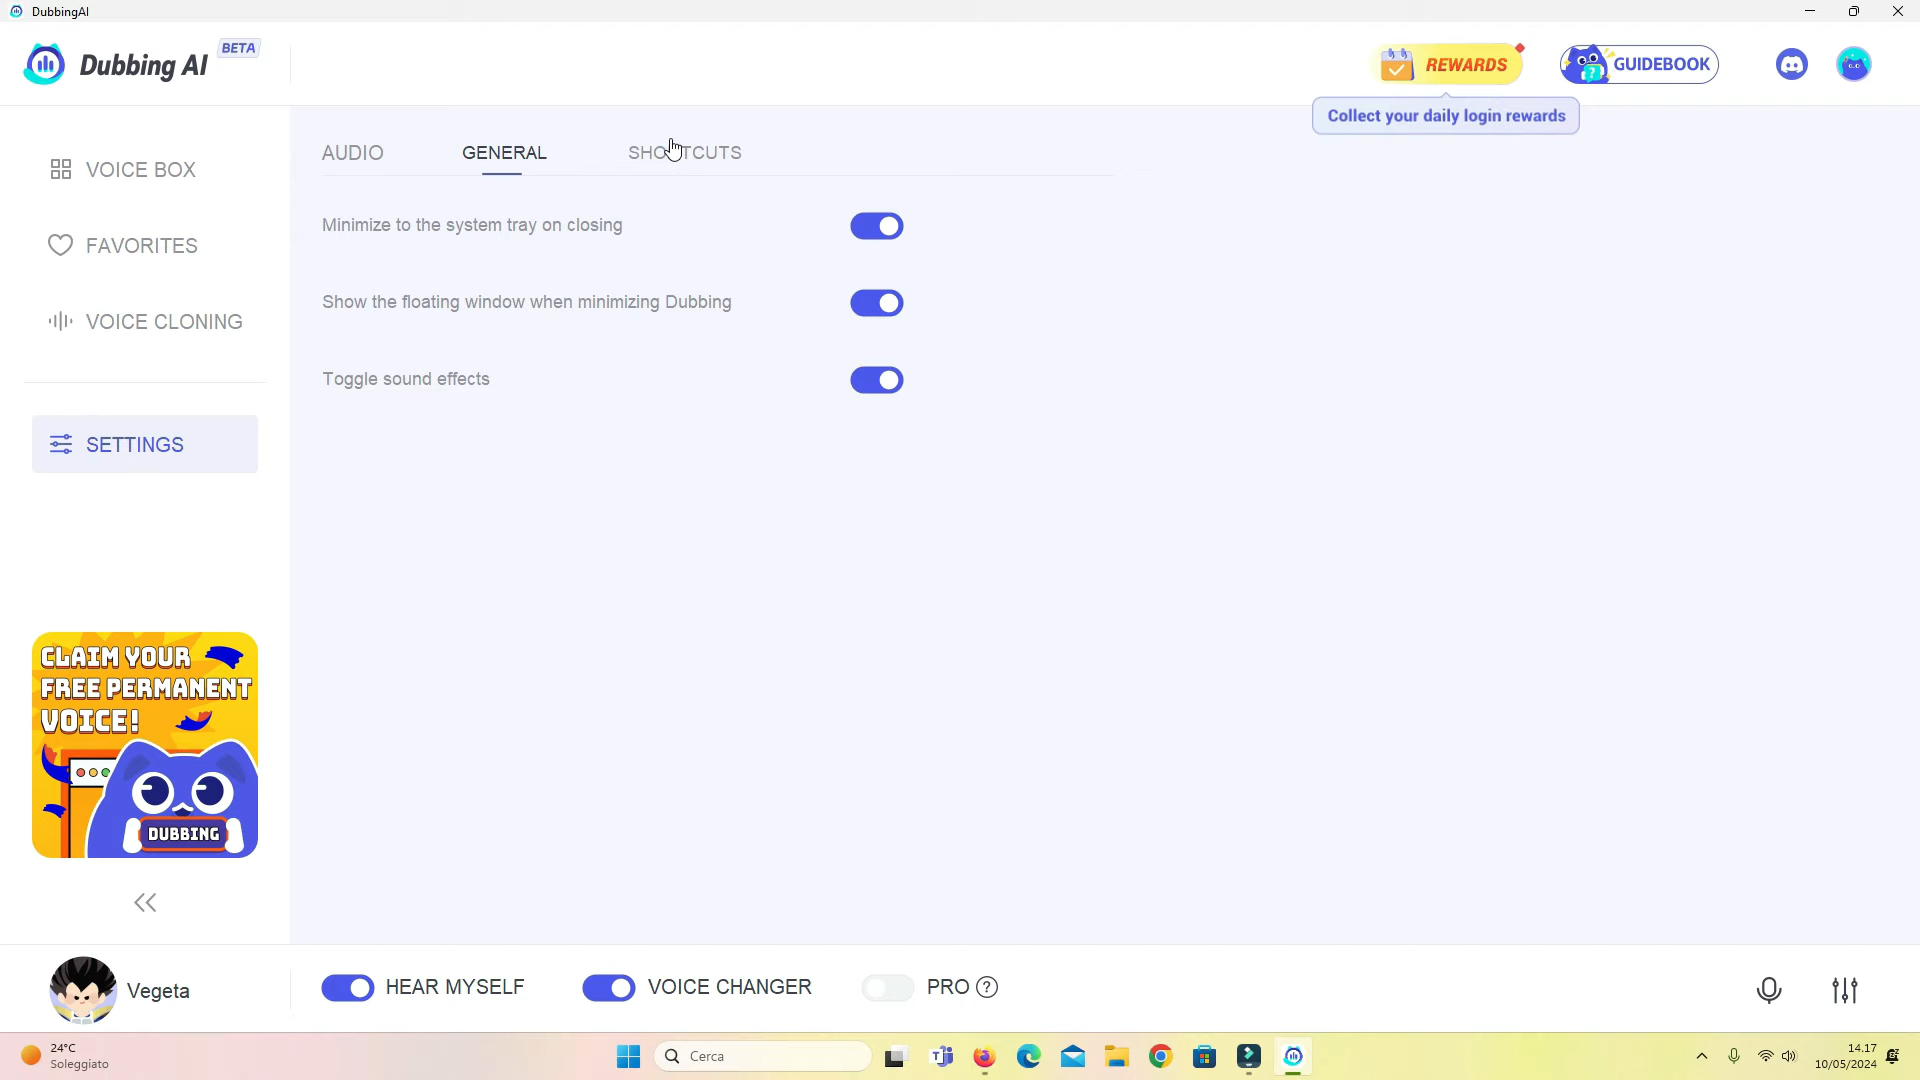 DubbingAI
Dubbing AI BETA
REWARDS
GUIDEBOOK
Collect your daily login rewards
VOICE BOX
FAVORITES
VOICE CLONING
SETTINGS
AUDIO GENERAL SHORTCUTS
Minimize to the system tray on closing
Show the floating window when minimizing Dubbing
Toggle sound effects
CLAIM YOUR
FREE PERMANENT
VOICE!
DUBBING
Vegeta
HEAR MYSELF VOICE CHANGER PRO ?
24°C
Soleggiato
Cerca
14.17
10/05/2024